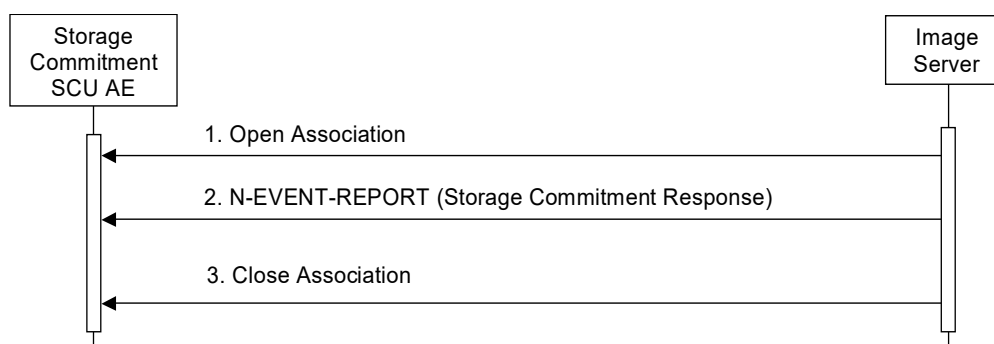 Storage
Commitment
SCU AE
Image
Server
1. Open Association
2. N-EVENT-REPORT (Storage Commitment Response)
3. Close Association